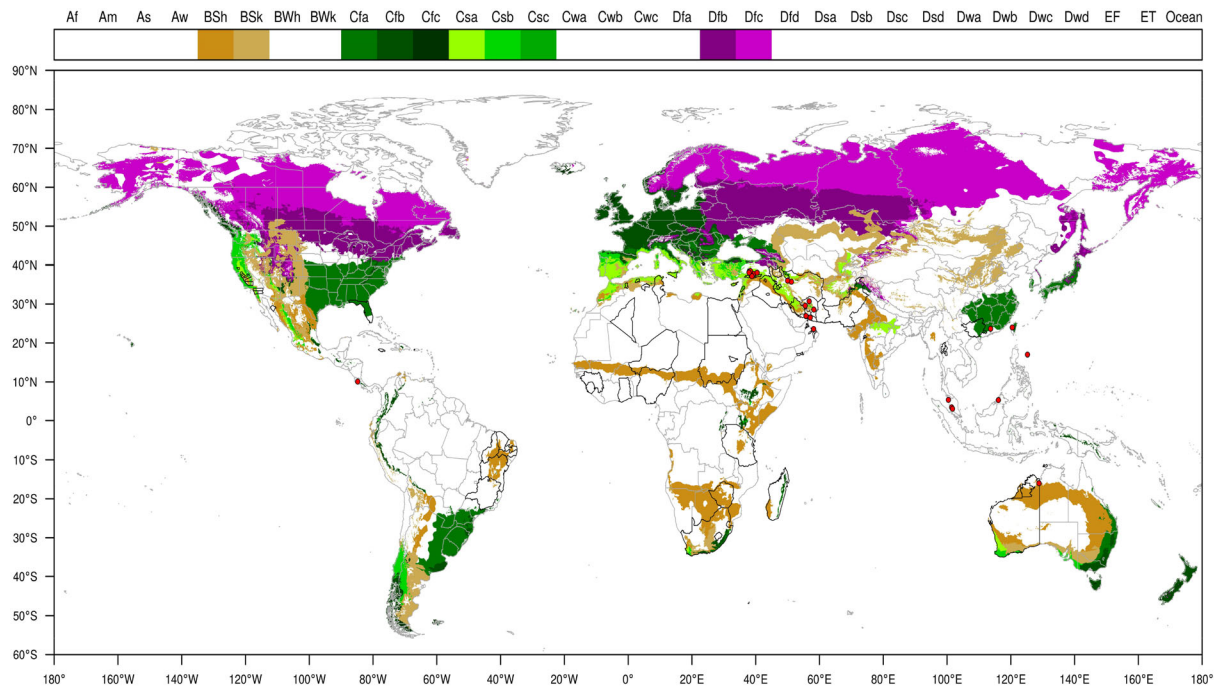 Af Am As Aw BSh BSk BWh BWk Cfa Cfb Cfc Csa Csb Csc Cwa Cwb Cwc Dfa Dfb Dfc Dfd Dsa Dsb Dsc Dsd Dwa Dwb Dwc Dwd EF ET Ocean
90°N
80°N
70°N
60°N
50°N
40°N
30°N
20°N
10°N
0°
10°S
20°S
30°S
40°S
50°S
60°S
180° 160°W 140°W 120°W 100°W 80°W 60°W 40°W 20°W 0° 20°E 40°E 60°E 80°E 100°E 120°E 140°E 160°E 180°